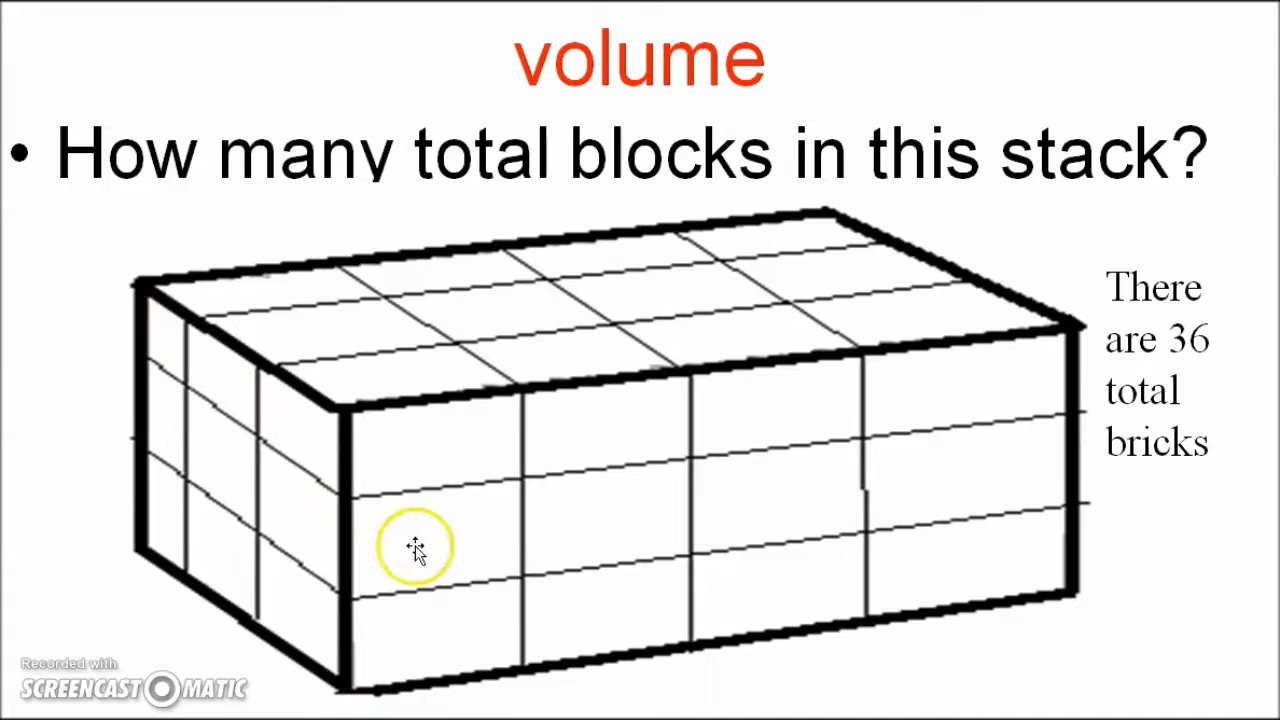 volume
• How many total blocks in this stack?
There
are 36
total
bricks
Recorded with
SCREENCAST-O-MATIC